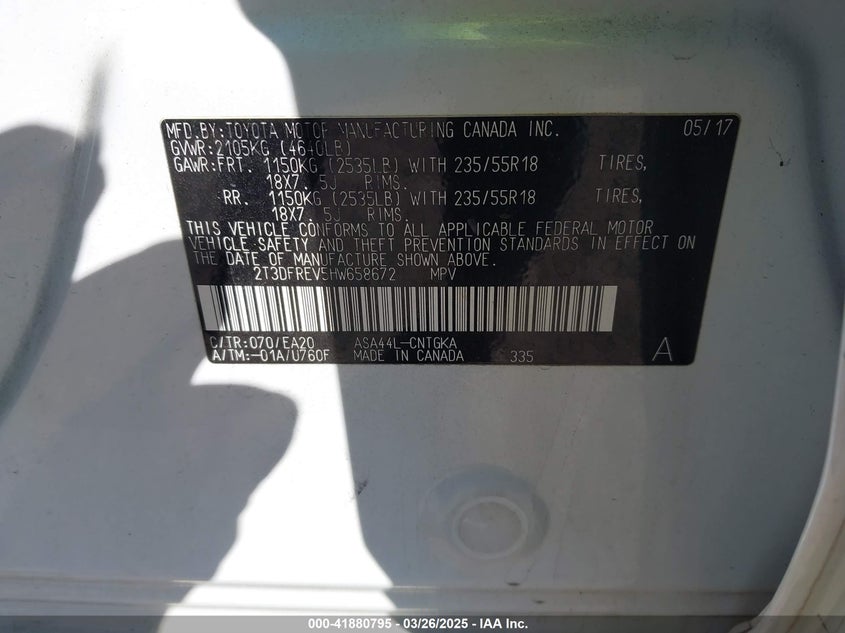 MFD.BY:TOYOTA MOTOR MANUFACTURING CANADA INC. 05/17
GVWR:2105KG (4640LB)
GAWR:FRT. 1150KG (2535LB) WITH 235/55R18 TIRES,
18X7.5J RIMS.
RR. 1150KG (2535LB) WITH 235/55R18 TIRES,
18X7.5J RIMS.
THIS VEHICLE CONFORMS TO ALL APPLICABLE FEDERAL MOTOR
VEHICLE SAFETY AND THEFT PREVENTION STANDARDS IN EFFECT ON
THE DATE OF MANUFACTURE SHOWN ABOVE.
2T3DFREV5HW658672 MPV
C/TR:070/EA20 ASA44L-CNTGKA
A/TM:-01A/U760F MADE IN CANADA 335 A
000-41880795 - 03/26/2025 - IAA Inc.